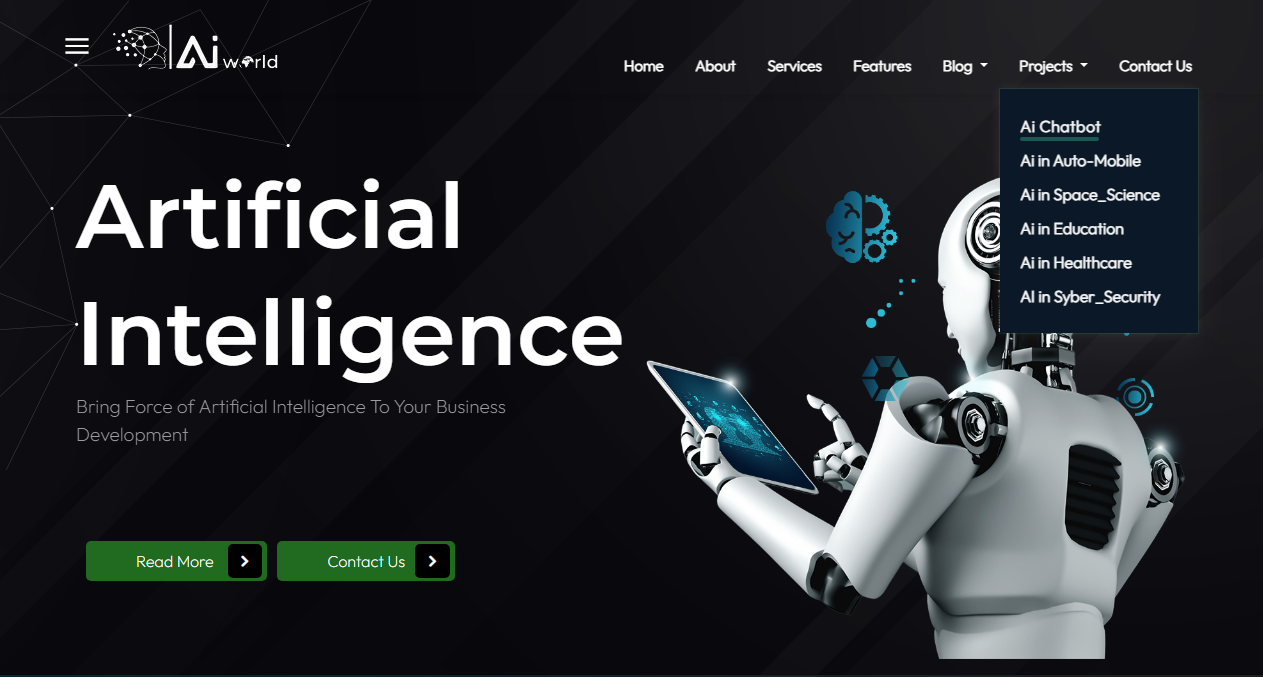 Ai world
Home About Services Features Blog Projects Contact Us
Ai Chatbot
Ai in Auto-Mobile
Ai in Space_Science
Ai in Education
Ai in Healthcare
AI in Syber_Security
Artificial
Intelligence
Bring Force of Artificial Intelligence To Your Business
Development
Read More
Contact Us